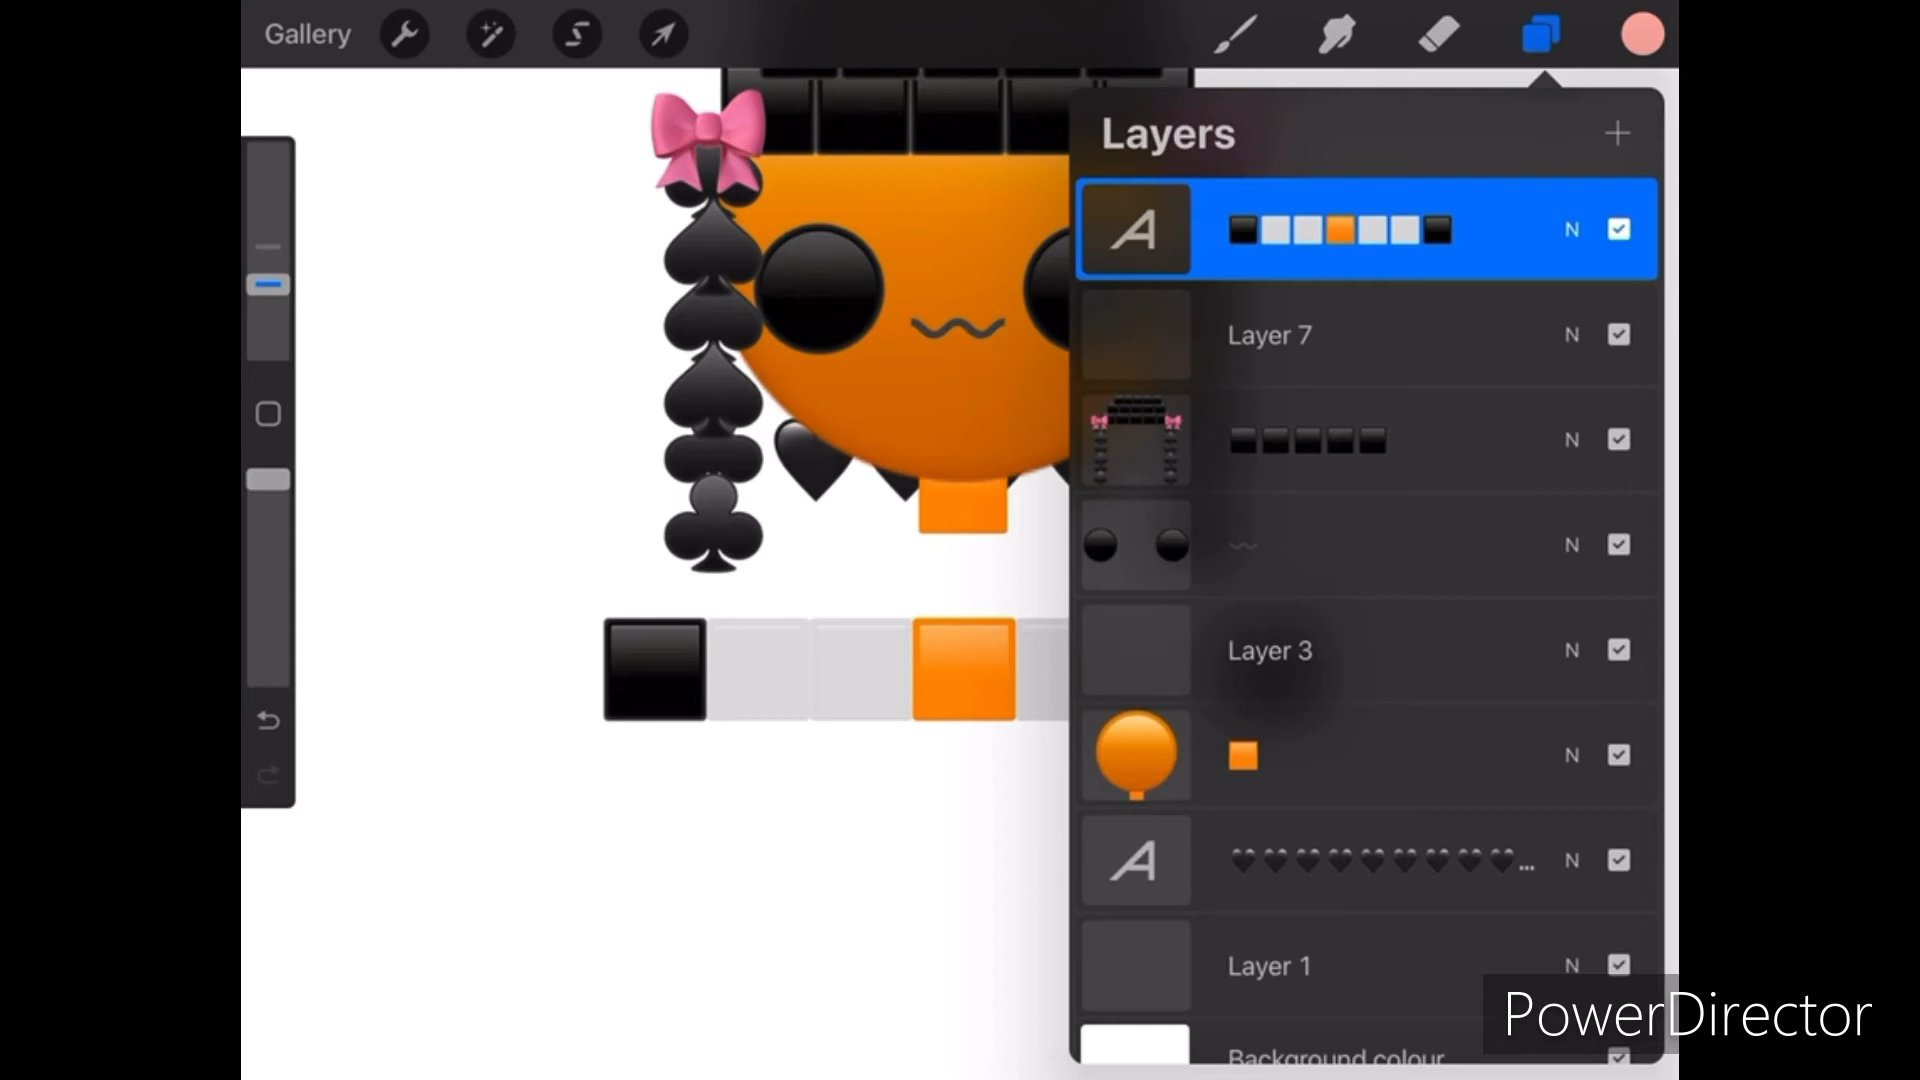 Gallery
Layers
⬛⬜⬜🟧⬜⬜⬛ N
Layer 7 N
⬛⬛⬛⬛⬛ N
〰 N
Layer 3 N
🟧 N
🖤🖤🖤🖤🖤🖤🖤🖤🖤... N
Layer 1 N
Background colour
PowerDirector